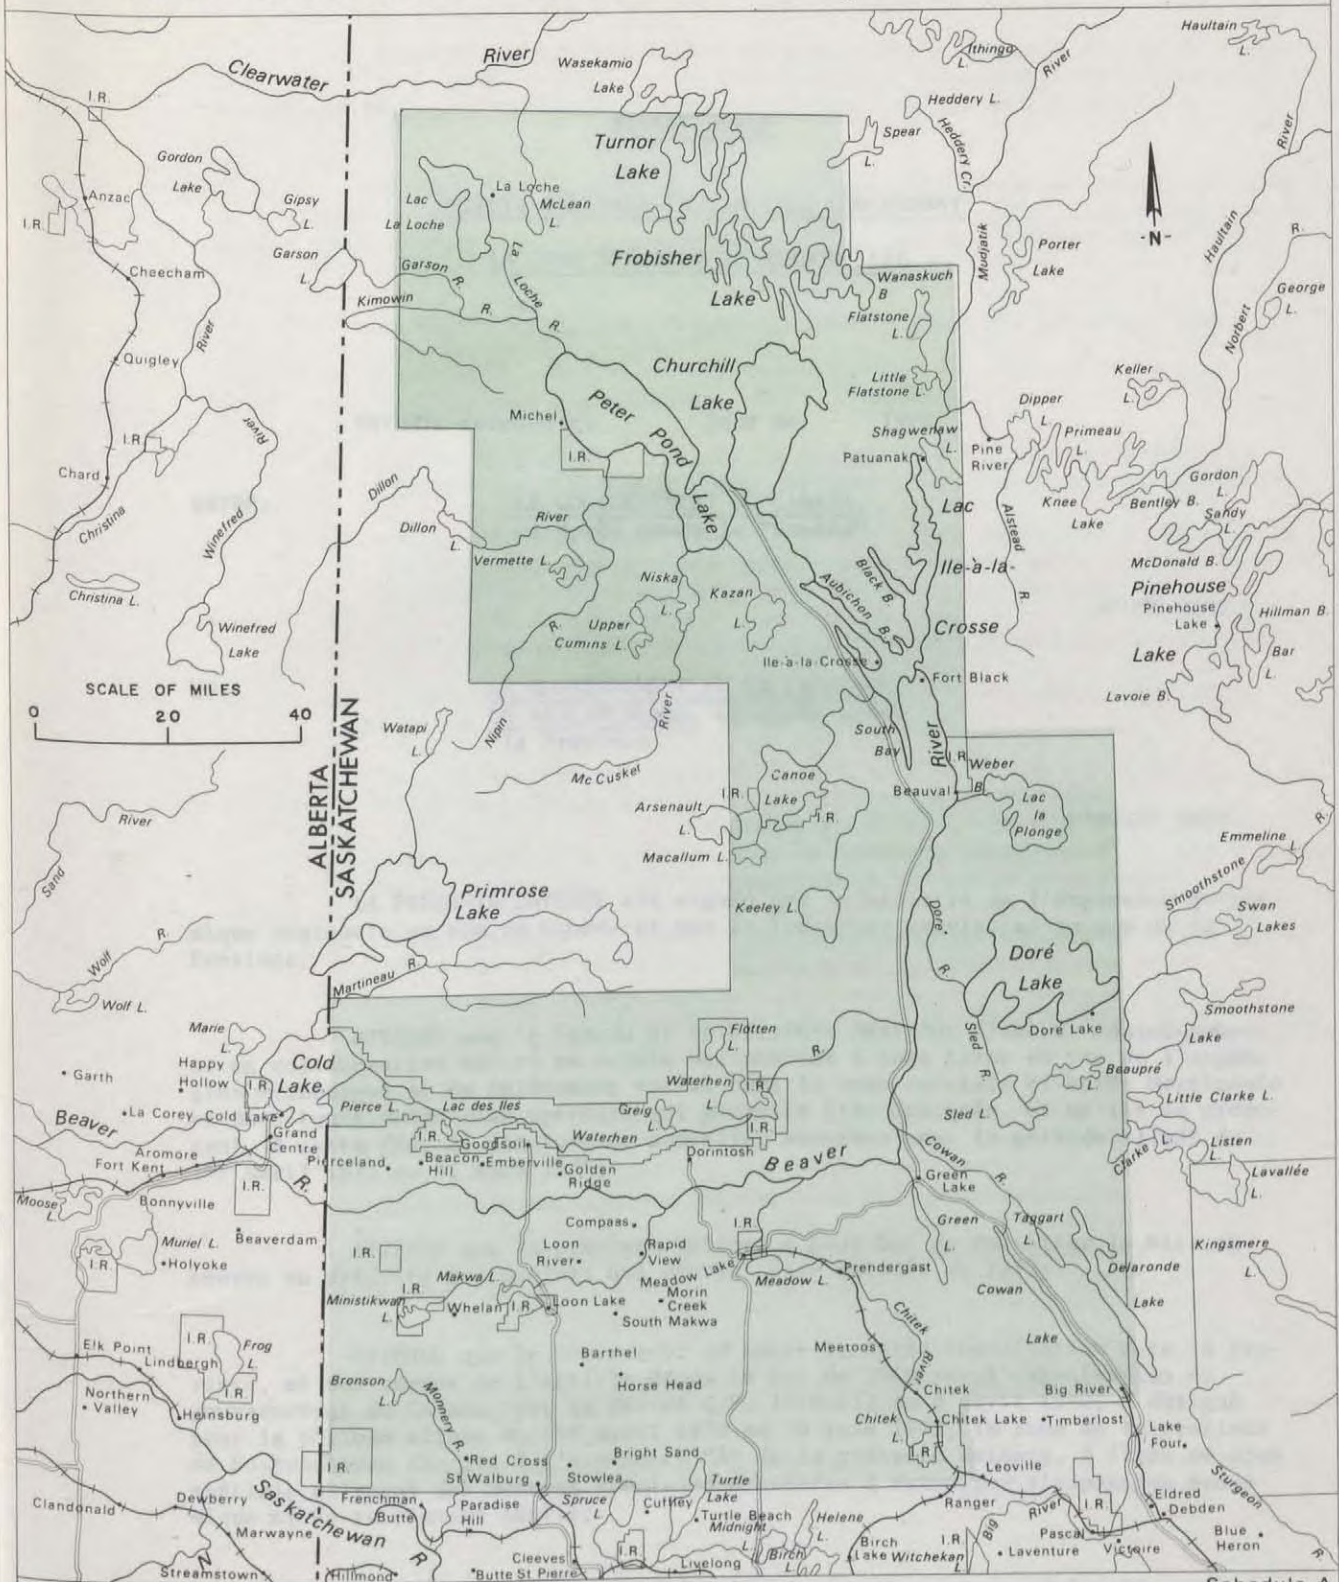 Clearwater
River
Wasekamio
Lake
Ithingo
L.
River
Haultain
L.
I.R.
Heddery L.
Heddery Cr.
Spear
L.
Turnor
Lake
River
Gordon
Lake
Gipsy
L.
Anzac
I.R.
Lac
La Loche
La Loche
McLean
L.
-N-
Haultain
R.
Mudjatik
Porter
Lake
Garson
L.
Garson
R.
La
Loche
R.
Frobisher
Lake
Wanaskuch
B
Cheecham
Kimowin
R.
Flatstone
L.
George
L.
Norbert
River
Quigley
Churchill
Lake
Little
Flatstone L.
Keller
L.
Peter
Pond
Lake
Michel
I.R.
Dipper
L.
Primeau
L.
Shagwenaw
L.
Patuanak
Pine
River
River
I.R.
Chard
Christina
Winefred
Dillon
Dillon
L.
River
Lac
Ile-à-la-
Crosse
Knee
Lake
Bentley B.
Gordon
L.
Sandy
L.
Alstead
R.
McDonald B.
Pinehouse
Lake
Pinehouse
Lake
Hillman B.
Bar
L.
Lavoie B
Vermette L.
Niska
L.
Kazan
L.
Black B.
Aubichon
B.
Christina L.
Winefred
Lake
Upper
Cumins L.
R.
Ile-à-la Crosse
Fort Black
SCALE OF MILES
0
20
40
Watapi
L.
Nipin
River
Mc Cusker
South
Bay
River
I.R.
Weber
B
Beauval
Lac
la
Plonge
Canoe
Lake
I.R.
I.R.
Arsenault
L.
Macallum L.
ALBERTA
SASKATCHEWAN
River
Sand
R.
Emmeline
L.
Smoothstone
Swan
Lakes
Primrose
Lake
Keeley L.
Doré
R.
Doré
Lake
Doré Lake
Wolf
R.
Wolf L.
Martineau
R.
Smoothstone
Lake
Marie
L.
Cold
Lake
Flotten
L.
R.
Sled
R.
Beaupré
L.
Garth
Happy
Hollow
I.R.
Waterhen
L.
I.R.
Sled L.
Little Clarke L.
La Corey
Cold Lake
Pierce L.
Lac des Iles
Greig
L.
I.R.
Beaver
Grand
Centre
I.R.
Goodsoil
Waterhen
Dorintosh
Beaver
Cowan
R.
Clarke L.
Listen
L.
Lavallée
L.
Aromore
Fort Kent
R.
Pierceland
Beacon
Hill
Emberville
Golden
Ridge
Green
Lake
Moose
L.
Bonnyville
I.R.
Compass
I.R.
Green
L.
Taggart
L.
Muriel L.
Beaverdam
Holyoke
I.R.
I.R.
Loon
River
Rapid
View
Meadow Lake
Meadow L.
Prendergast
Cowan
Lake
Delaronde
Lake
Kingsmere
L.
Makwa L.
I.R.
Ministikwan
L.
Whelan
I.R.
Loon Lake
Morin
Creek
South Makwa
Chitek
River
Elk Point
Lindbergh
I.R.
Frog
L.
I.R.
Barthel
Meetoos
Horse Head
Bronson
L.
Monnery
R.
Chitek
Big River
Northern
Valley
Heinsburg
Chitek
L.
I.R.
Chitek Lake
Timberlost
Lake
Four
I.R.
Red Cross
Bright Sand
St Walburg
Stowlea
Turtle
Lake
Leoville
Sturgeon
R.
Clandonald
Dewberry
Saskatchewan
R
Frenchman
Butte
Paradise
Hill
Spruce
L.
Cuffley
Turtle Beach
Midnight
L.
Helene
L.
Ranger
Big
River
I.R.
Eldred
Debden
Marwayne
N
Cleeves
I.R.
Livelong
Birch
L.
Birch
Lake
Witchekan
I.R.
L.
Pascal
Laventure
Victoire
Blue
Heron
Streamstown
Hillmond
Butte St Pierre
Schedule A